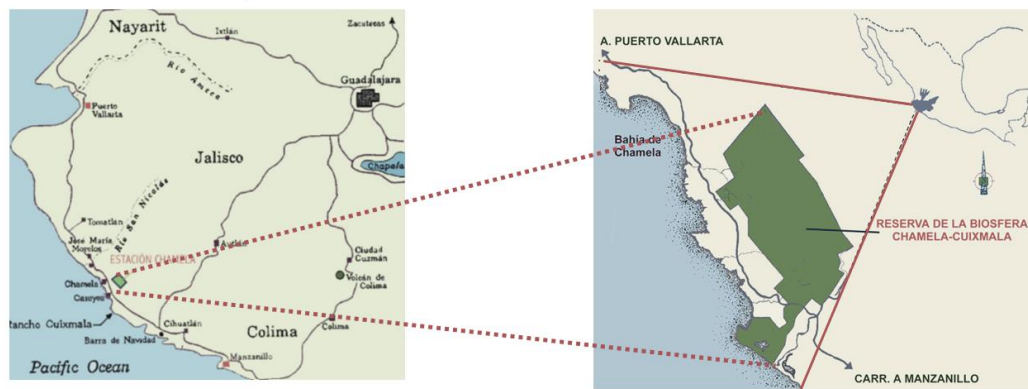 Nayarit
Ixtlán
Zacatecas
Río Ameca
Guadalajara
Puerto
Vallarta
Jalisco
Río San Nicolás
Tomatlán
José María
Morelos
ESTACIÓN CHAMELA
Autlán
Ciudad
Guzmán
Chamela
Volcán de
Colima
Rancho Cuixmala
Cihuatlán
Colima
Colima
Barra de Navidad
Manzanillo
Pacific Ocean
A. PUERTO VALLARTA
Bahía de
Chamela
RESERVA DE LA BIOSFERA
CHAMELA-CUIXMALA
CARR. A MANZANILLO